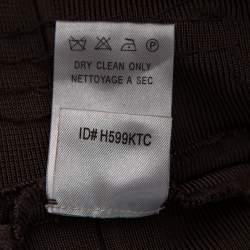 DRY CLEAN ONLY
NETTOYAGE A SEC
ID# H599KTC